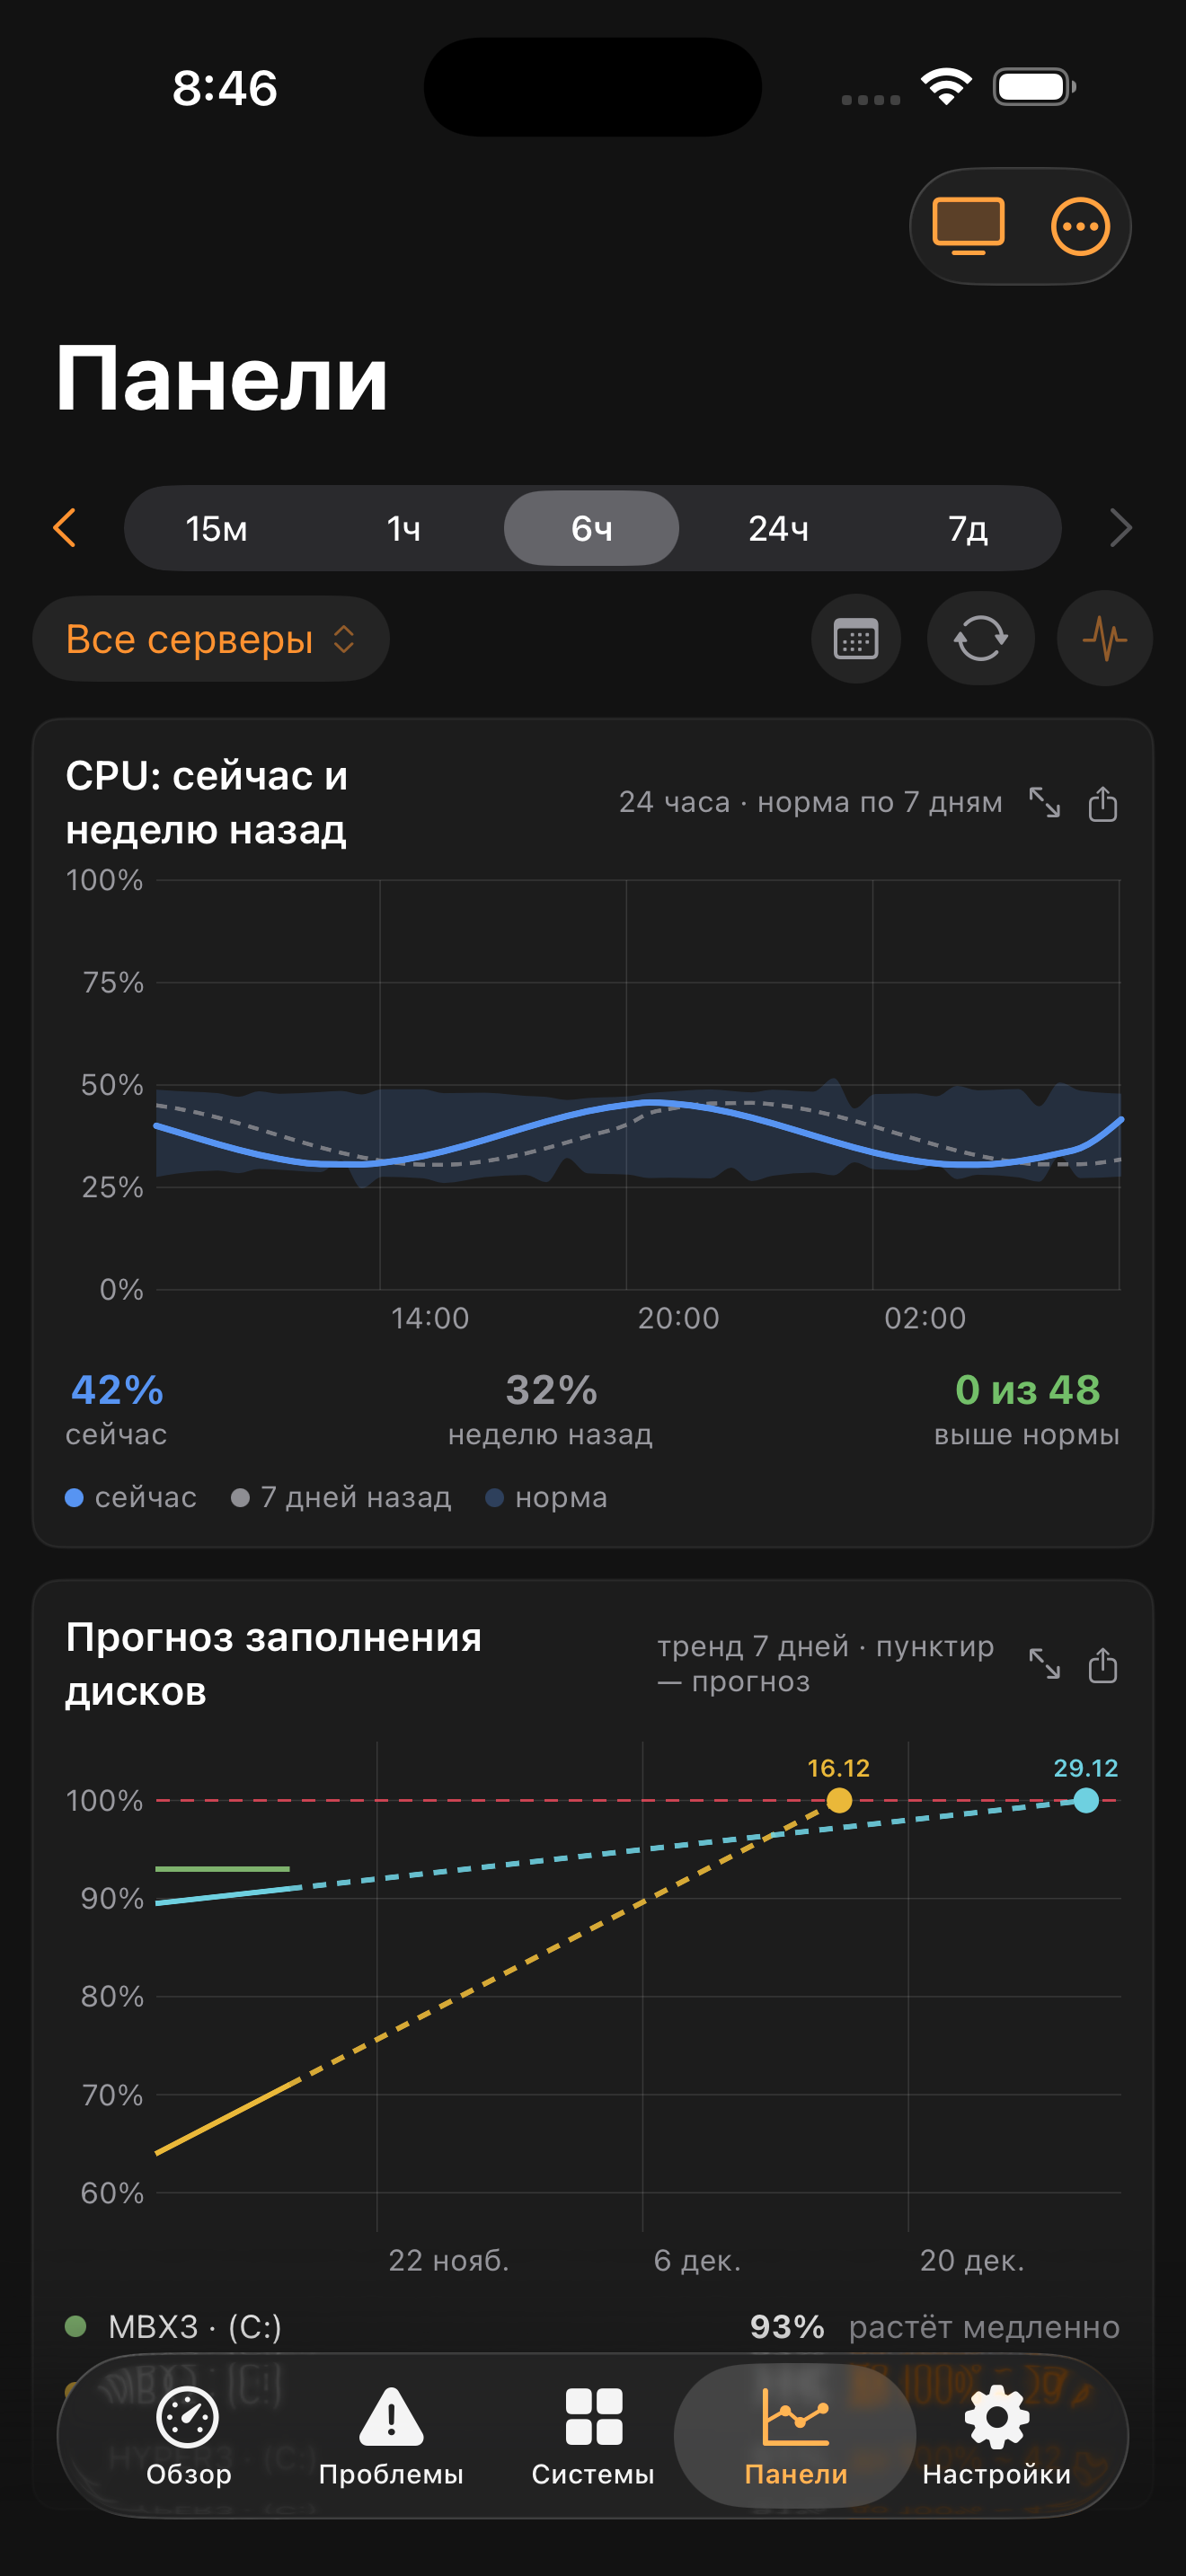 8:46
Панели
15м 1ч 6ч 24ч 7д
Все серверы
CPU: сейчас и
неделю назад
24 часа · норма по 7 дням
100%
75%
50%
25%
0%
14:00 20:00 02:00
42% 32% 0 из 48
сейчас неделю назад выше нормы
сейчас 7 дней назад норма
Прогноз заполнения
дисков
тренд 7 дней · пунктир
— прогноз
16.12 29.12
100%
90%
80%
70%
60%
22 нояб. 6 дек. 20 дек.
MBX3 · (C:) 93% растёт медленно
Обзор Проблемы Системы Панели Настройки